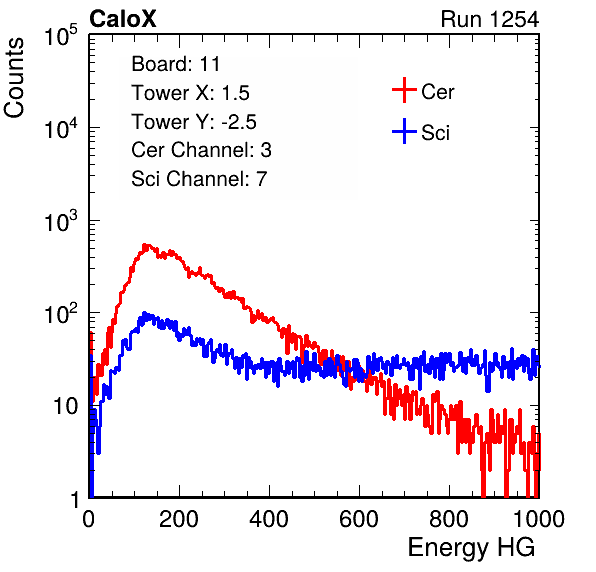 CaloX Run 1254
Counts
10^5
10^4
10^3
10^2
10
1
Board: 11
Tower X: 1.5
Tower Y: -2.5
Cer Channel: 3
Sci Channel: 7
Cer
Sci
0 200 400 600 800 1000
Energy HG